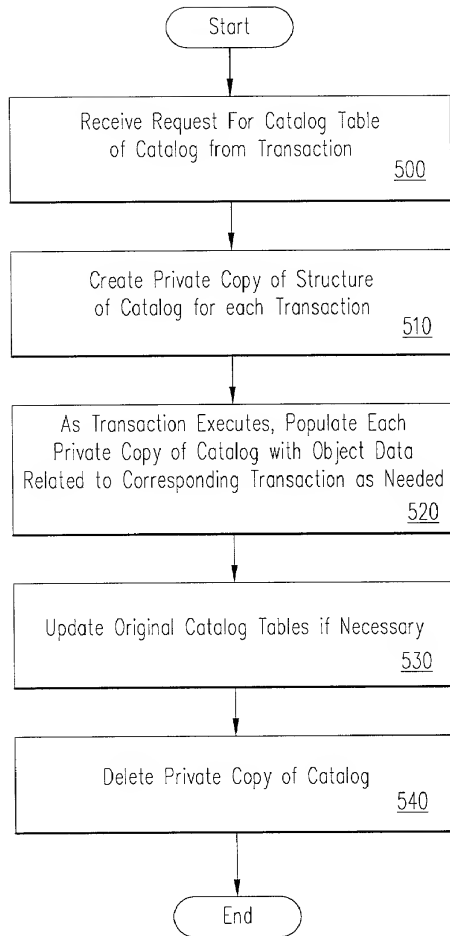 Start
Receive Request For Catalog Table
of Catalog from Transaction
500
Create Private Copy of Structure
of Catalog for each Transaction
510
As Transaction Executes, Populate Each
Private Copy of Catalog with Object Data
Related to Corresponding Transaction as Needed
520
Update Original Catalog Tables if Necessary
530
Delete Private Copy of Catalog
540
End